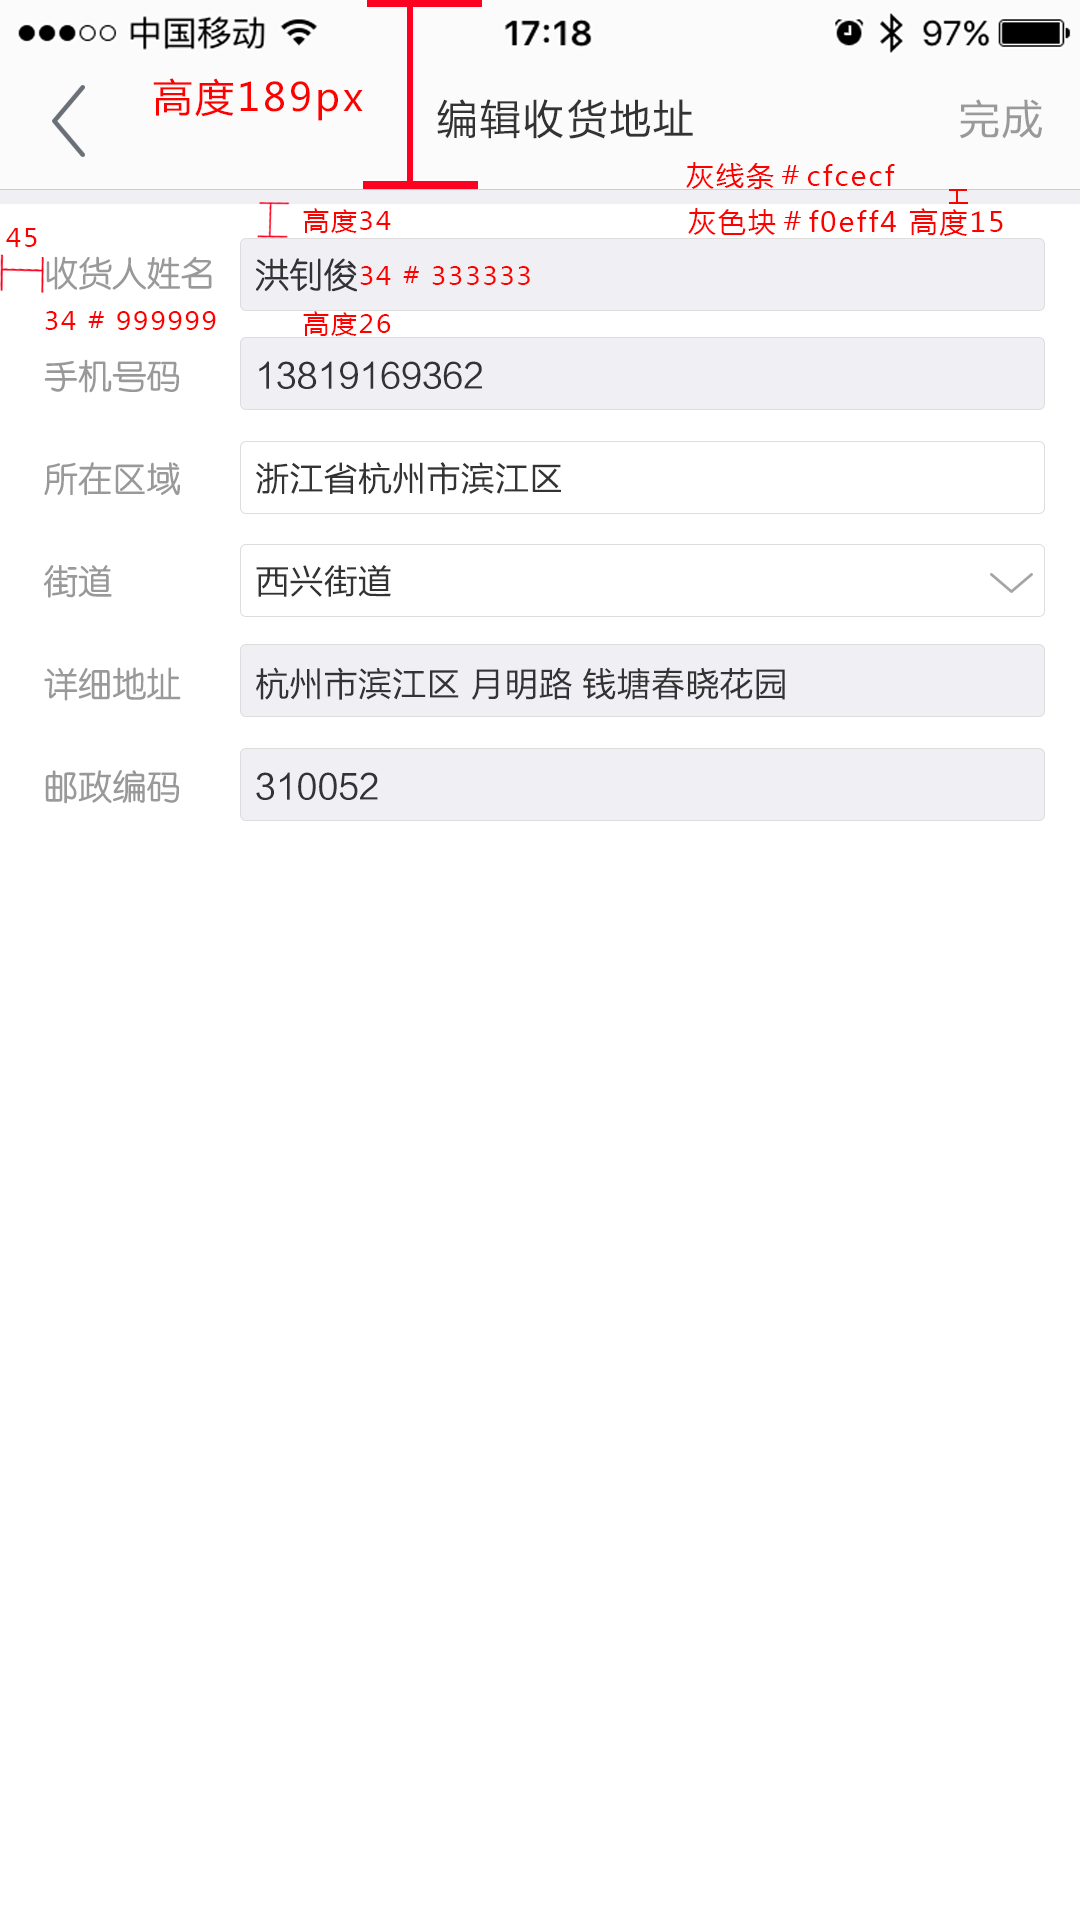 中国移动 17:18 97%
高度189px
编辑收货地址 完成
灰线条 # cfcecf
高度34 灰色块 # f0eff4 高度15
45
收货人姓名 洪钊俊34 # 333333
34 # 999999 高度26
手机号码 13819169362
所在区域 浙江省杭州市滨江区
街道 西兴街道
详细地址 杭州市滨江区 月明路 钱塘春晓花园
邮政编码 310052